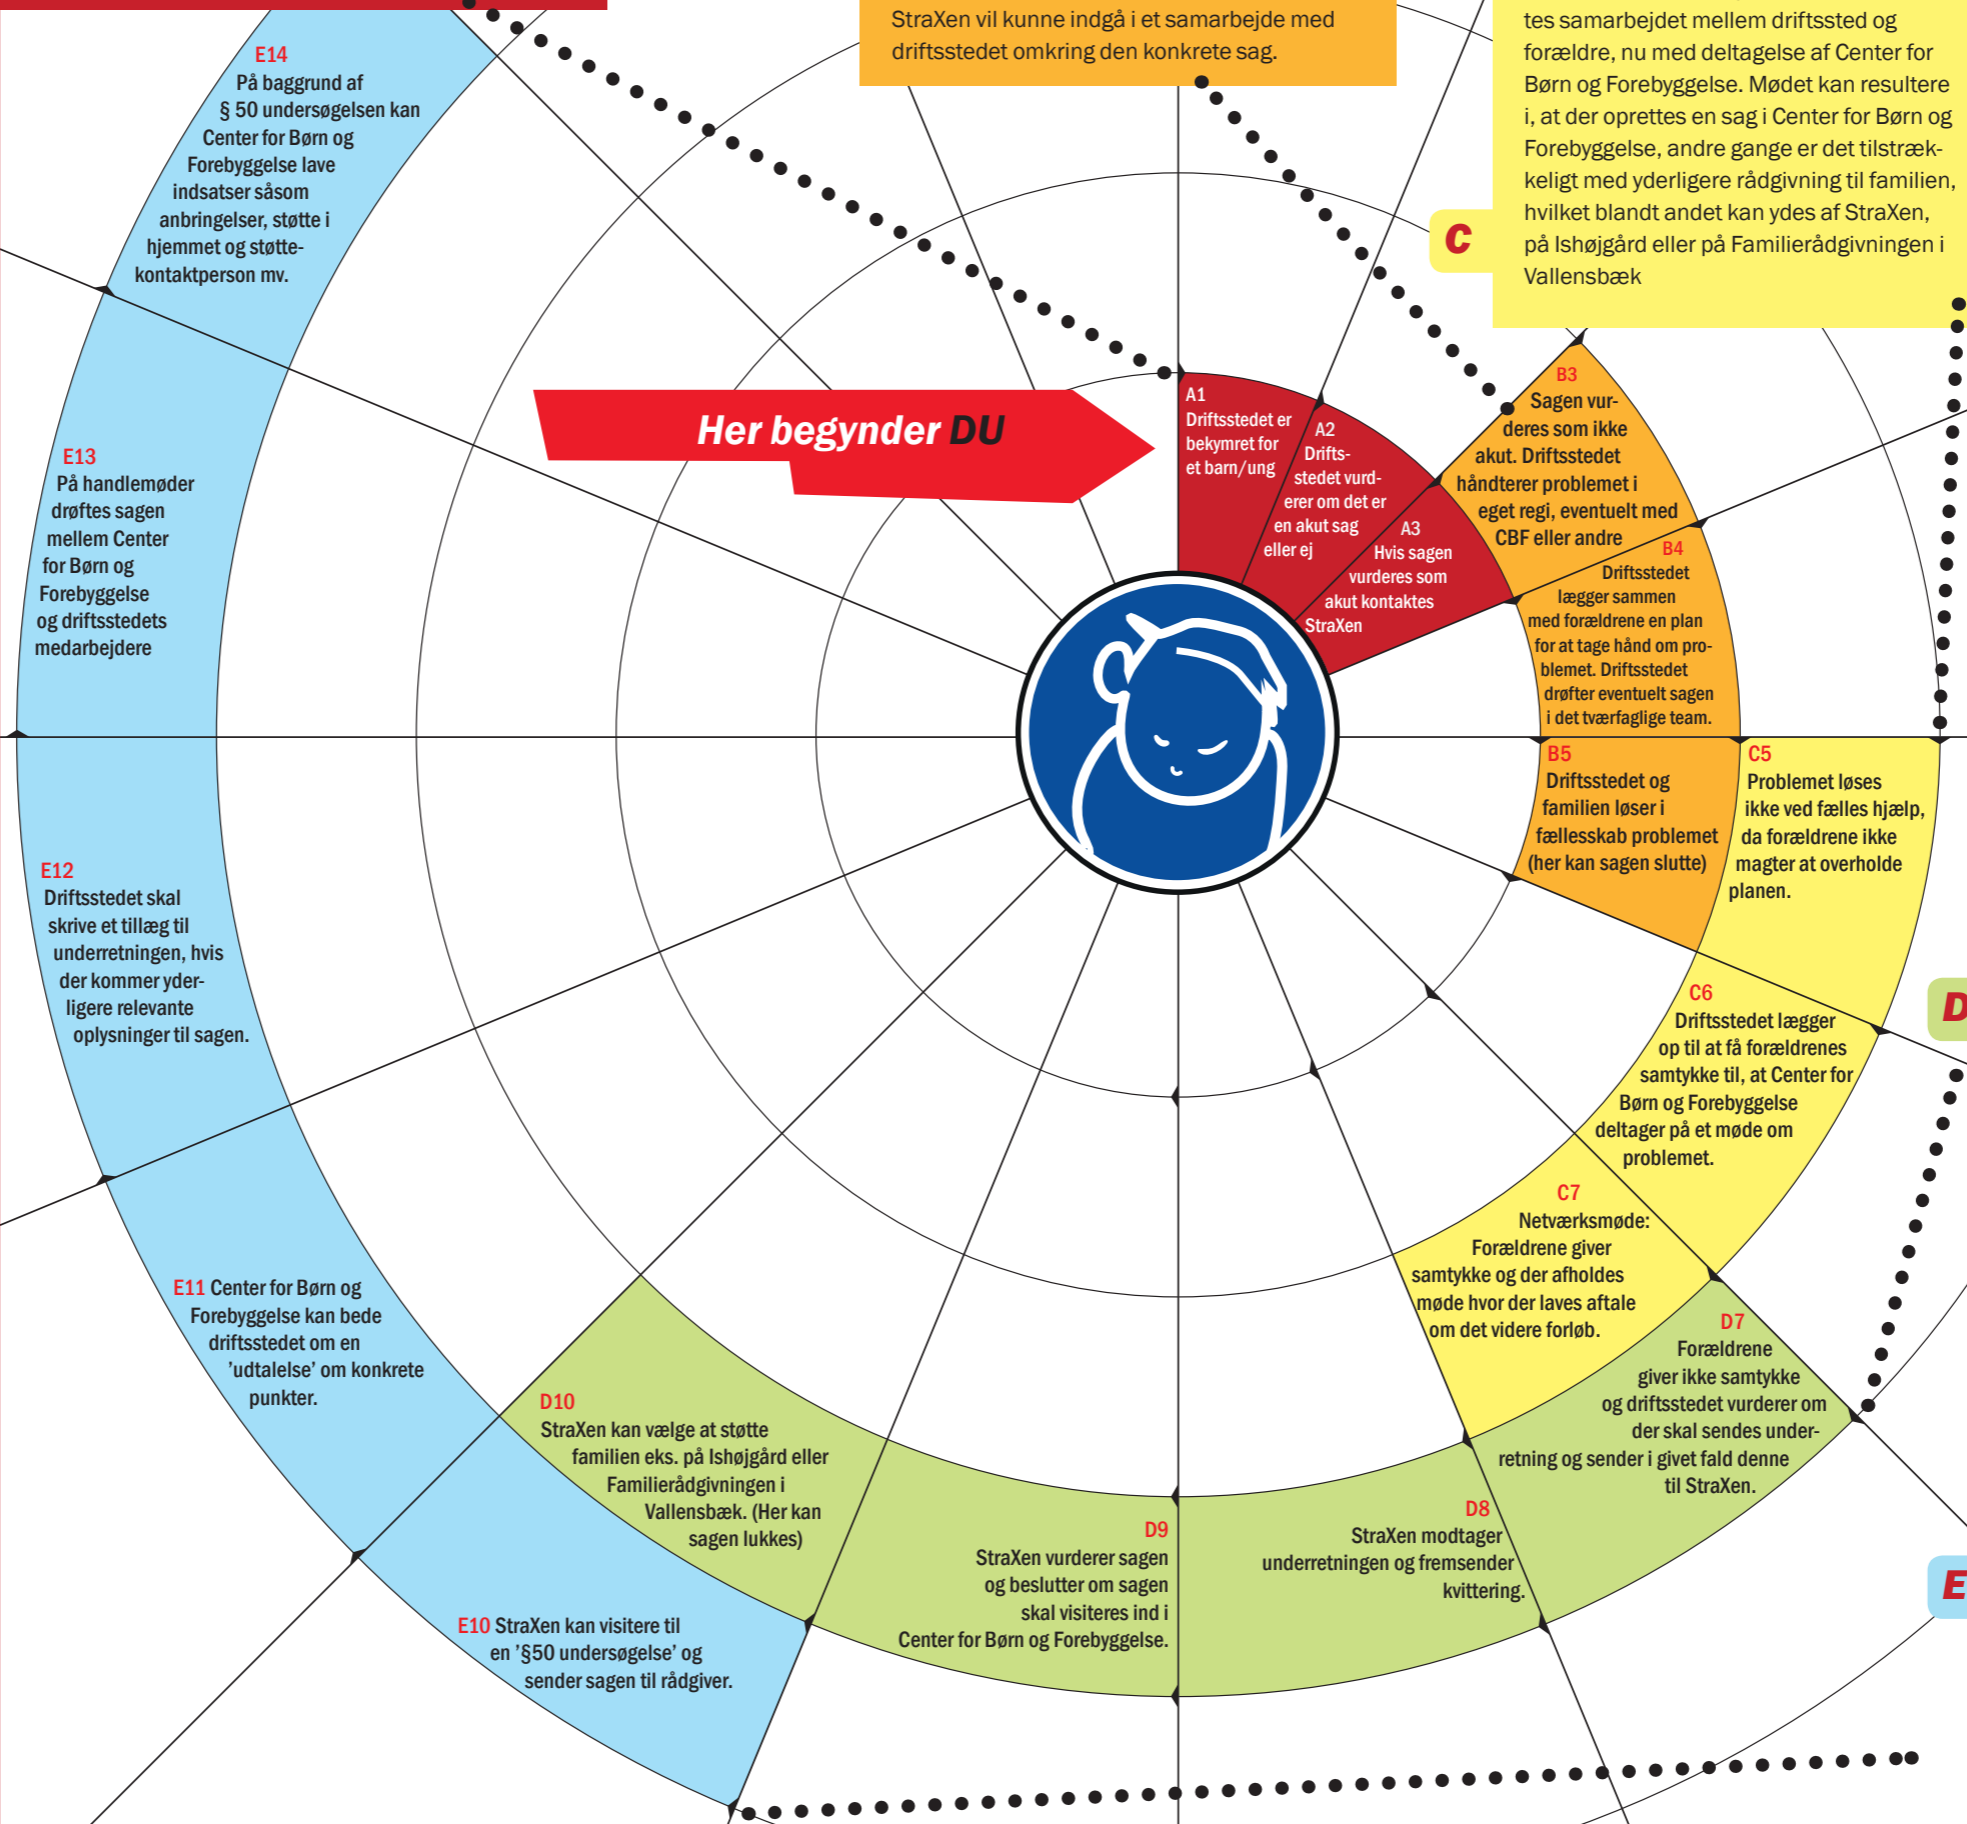 StraXen vil kunne indgå i et samarbejde med
driftsstedet omkring den konkrete sag.
tes samarbejdet mellem driftssted og
forældre, nu med deltagelse af Center for
Børn og Forebyggelse. Mødet kan resultere
i, at der oprettes en sag i Center for Børn og
Forebyggelse, andre gange er det tilstræk-
keligt med yderligere rådgivning til familien,
hvilket blandt andet kan ydes af StraXen,
på Ishøjgård eller på Familierådgivningen i
Vallensbæk
C
Her begynder DU
A1
Driftsstedet er
bekymret for
et barn/ung
A2
Drifts-
stedet vurd-
erer om det er
en akut sag
eller ej
A3
Hvis sagen
vurderes som
akut kontaktes
StraXen
B3
Sagen vur-
deres som ikke
akut. Driftsstedet
håndterer problemet i
eget regi, eventuelt med
CBF eller andre
B4
Driftsstedet
lægger sammen
med forældrene en plan
for at tage hånd om pro-
blemet. Driftsstedet
drøfter eventuelt sagen
i det tværfaglige team.
B5
Driftsstedet og
familien løser i
fællesskab problemet
(her kan sagen slutte)
C5
Problemet løses
ikke ved fælles hjælp,
da forældrene ikke
magter at overholde
planen.
C6
Driftsstedet lægger
op til at få forældrenes
samtykke til, at Center for
Børn og Forebyggelse
deltager på et møde om
problemet.
C7
Netværksmøde:
Forældrene giver
samtykke og der afholdes
møde hvor der laves aftale
om det videre forløb.
D
D7
Forældrene
giver ikke samtykke
og driftsstedet vurderer om
der skal sendes under-
retning og sender i givet fald denne
til StraXen.
D8
StraXen modtager
underretningen og fremsender
kvittering.
D9
StraXen vurderer sagen
og beslutter om sagen
skal visiteres ind i
Center for Børn og Forebyggelse.
D10
StraXen kan vælge at støtte
familien eks. på Ishøjgård eller
Familierådgivningen i
Vallensbæk. (Her kan
sagen lukkes)
E
E10 StraXen kan visitere til
en ’§50 undersøgelse’ og
sender sagen til rådgiver.
E11 Center for Børn og
Forebyggelse kan bede
driftsstedet om en
’udtalelse’ om konkrete
punkter.
E12
Driftsstedet skal
skrive et tillæg til
underretningen, hvis
der kommer yder-
ligere relevante
oplysninger til sagen.
E13
På handlemøder
drøftes sagen
mellem Center
for Børn og
Forebyggelse
og driftsstedets
medarbejdere
E14
På baggrund af
§ 50 undersøgelsen kan
Center for Børn og
Forebyggelse lave
indsatser såsom
anbringelser, støtte i
hjemmet og støtte-
kontaktperson mv.